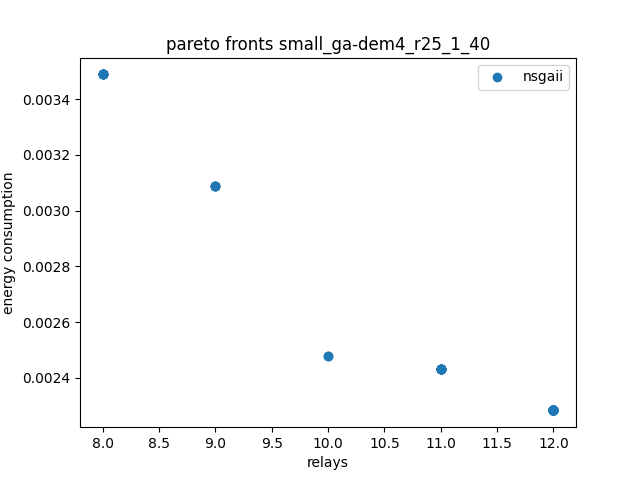 pareto fronts small_ga-dem4_r25_1_40
nsgaii
0.0034
0.0032
0.0030
0.0028
0.0026
0.0024
energy consumption
8.0 8.5 9.0 9.5 10.0 10.5 11.0 11.5 12.0
relays